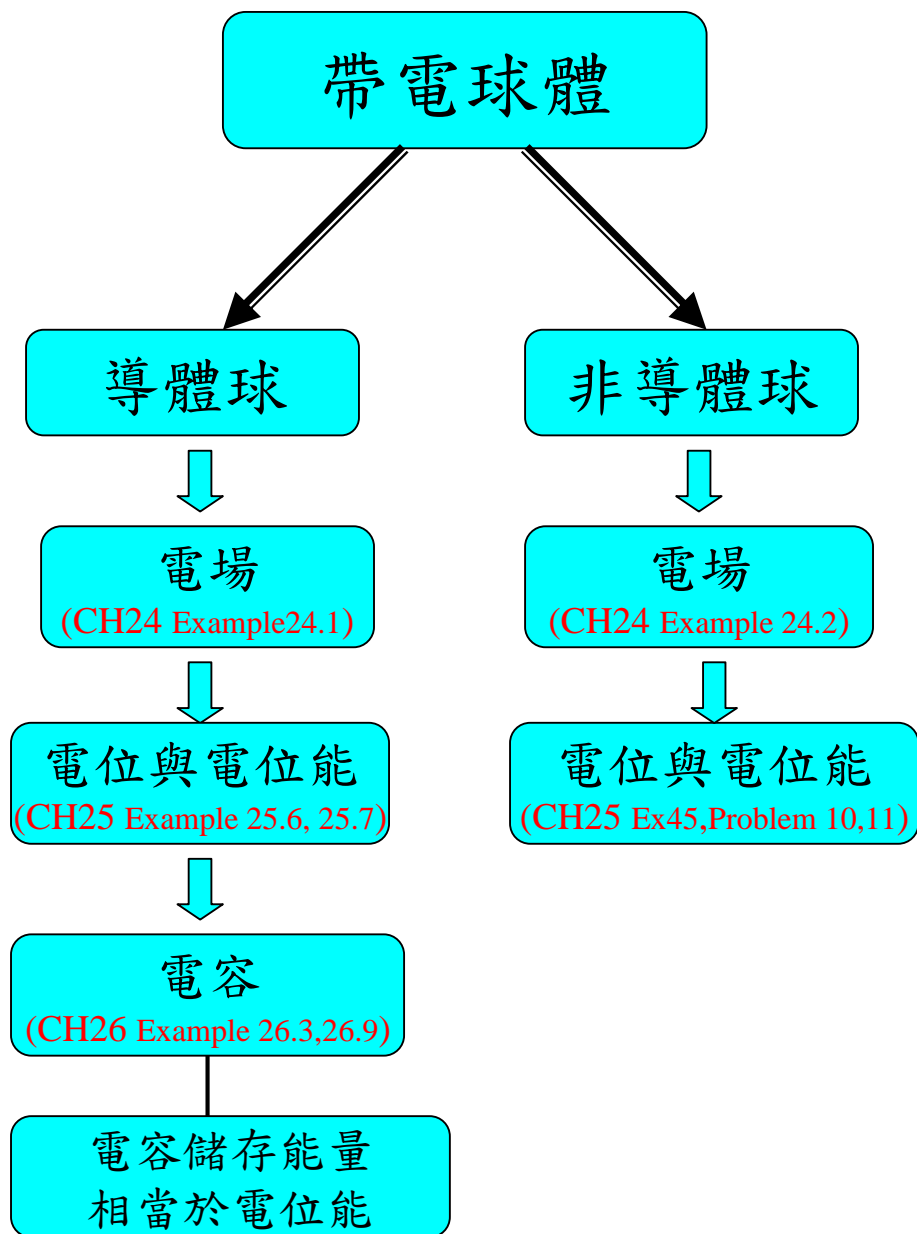 帶電球體
導體球
非導體球
電場
(CH24 Example24.1)
電場
(CH24 Example 24.2)
電位與電位能
(CH25 Example 25.6, 25.7)
電位與電位能
(CH25 Ex45,Problem 10,11)
電容
(CH26 Example 26.3,26.9)
電容儲存能量
相當於電位能